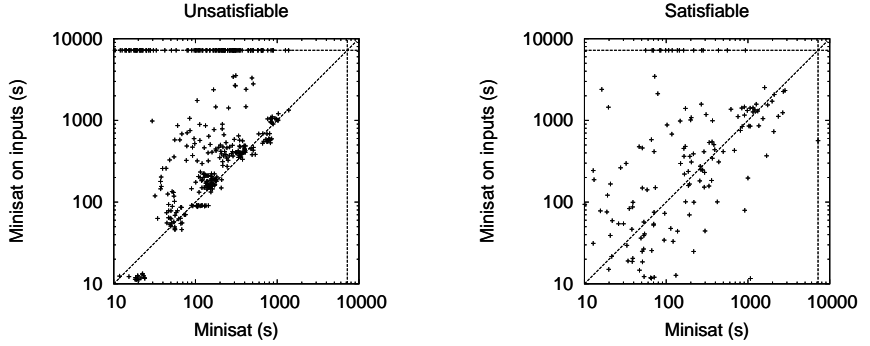 Unsatisfiable
10000
1000
100
10
Minisat on inputs (s)
10 100 1000 10000
Minisat (s)
Satisfiable
10000
1000
100
10
Minisat on inputs (s)
10 100 1000 10000
Minisat (s)